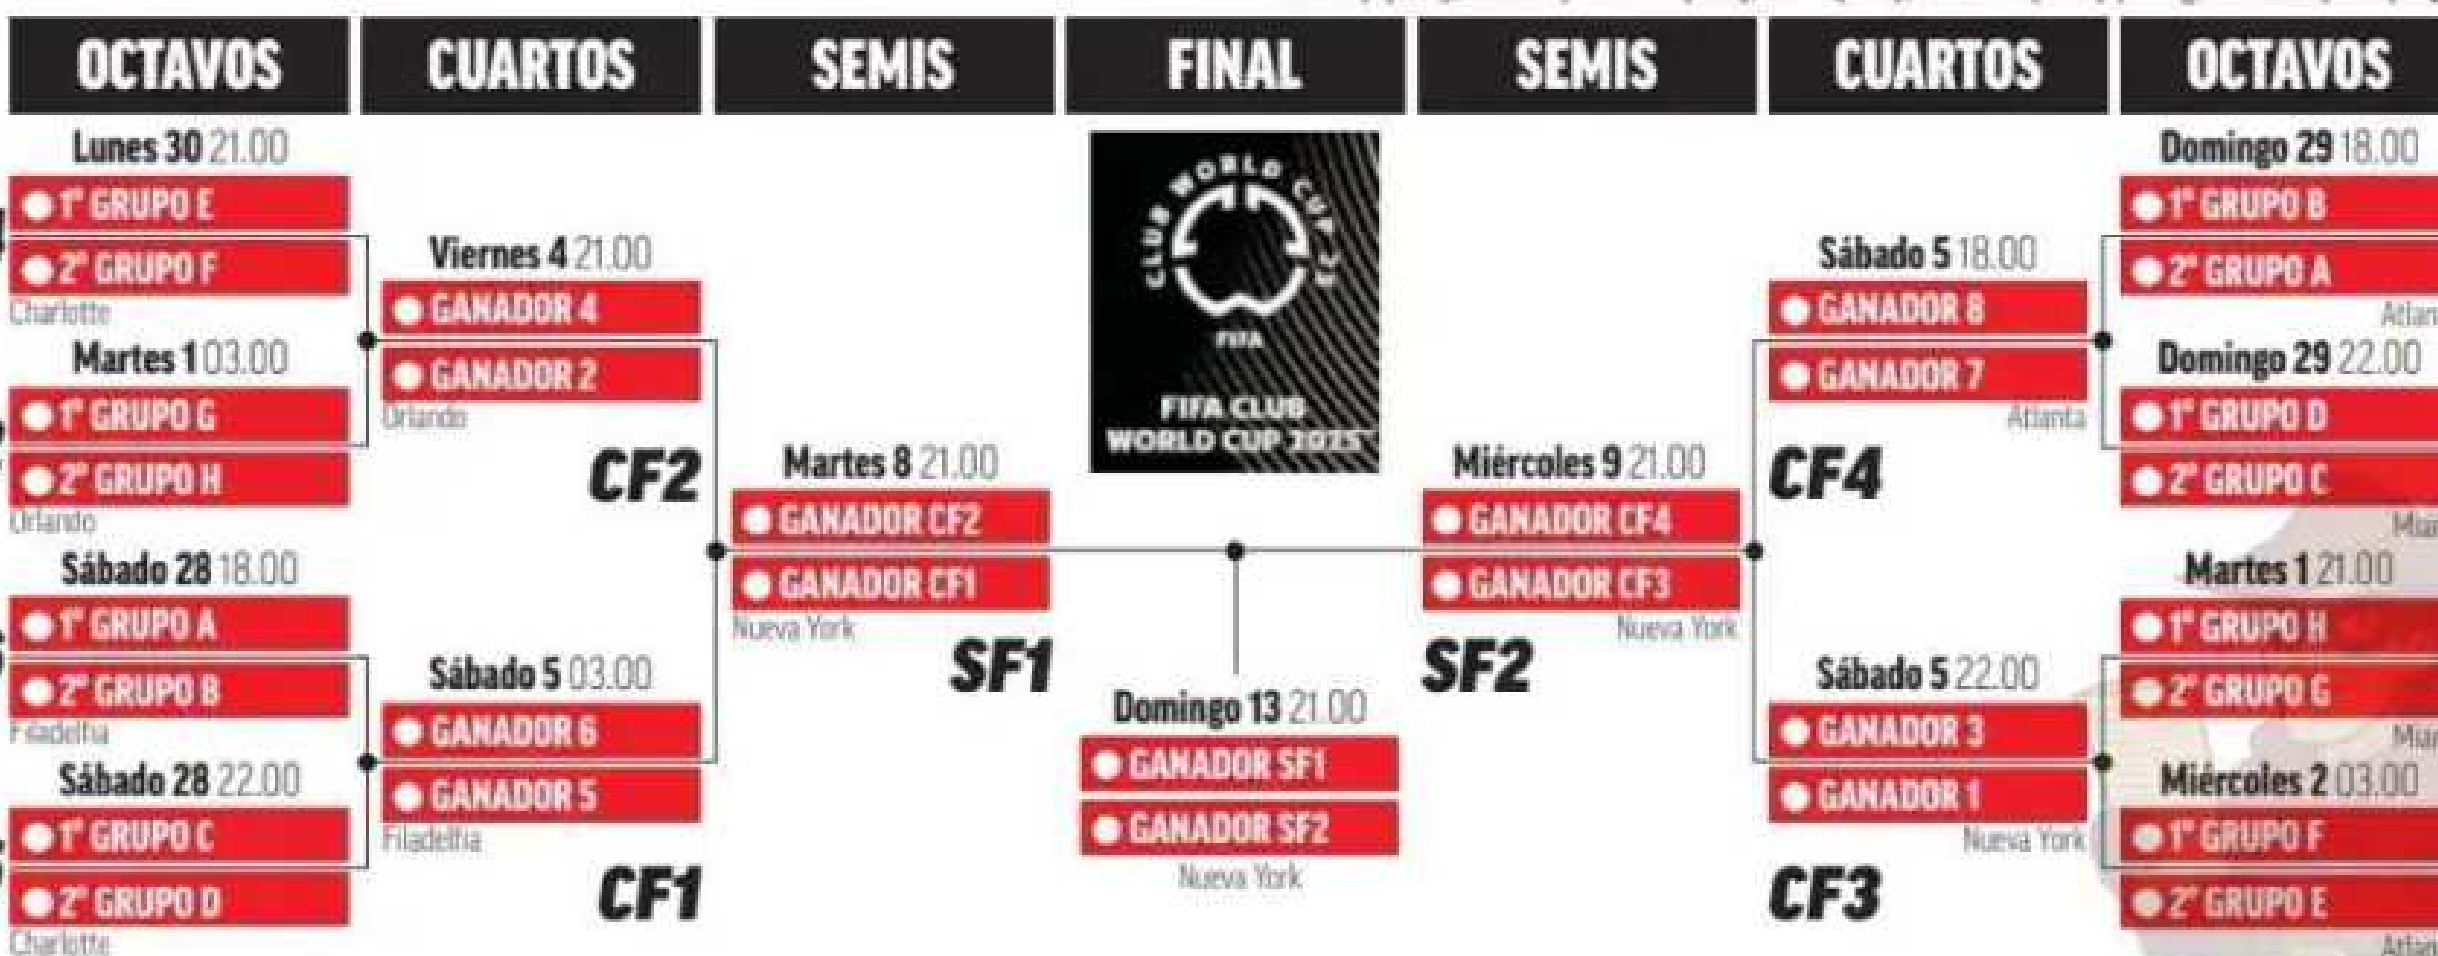 OCTAVOS
CUARTOS
SEMIS
FINAL
SEMIS
CUARTOS
OCTAVOS
Lunes 30 21.00
1º GRUPO E
2º GRUPO F
Charlotte
Martes 1 03.00
1º GRUPO G
2º GRUPO H
Orlando
Sábado 28 18.00
1º GRUPO A
2º GRUPO B
Filadelfia
Sábado 28 22.00
1º GRUPO C
2º GRUPO D
Charlotte
Viernes 4 21.00
GANADOR 4
GANADOR 2
Orlando
CF2
Sábado 5 03.00
GANADOR 6
GANADOR 5
Filadelfia
CF1
Martes 8 21.00
GANADOR CF2
GANADOR CF1
Nueva York
SF1
CLUB WORLD CUP 25
FIFA
FIFA CLUB
WORLD CUP 2025
Domingo 13 21.00
GANADOR SF1
GANADOR SF2
Nueva York
Miércoles 9 21.00
GANADOR CF4
GANADOR CF3
Nueva York
SF2
Sábado 5 18.00
GANADOR 8
GANADOR 7
Atlanta
CF4
Sábado 5 22.00
GANADOR 3
GANADOR 1
Nueva York
CF3
Domingo 29 18.00
1º GRUPO B
2º GRUPO A
Atlan
Domingo 29 22.00
1º GRUPO D
2º GRUPO C
Martes 1 21.00
1º GRUPO H
2º GRUPO G
Miércoles 2 03.00
1º GRUPO F
2º GRUPO E
Atlan